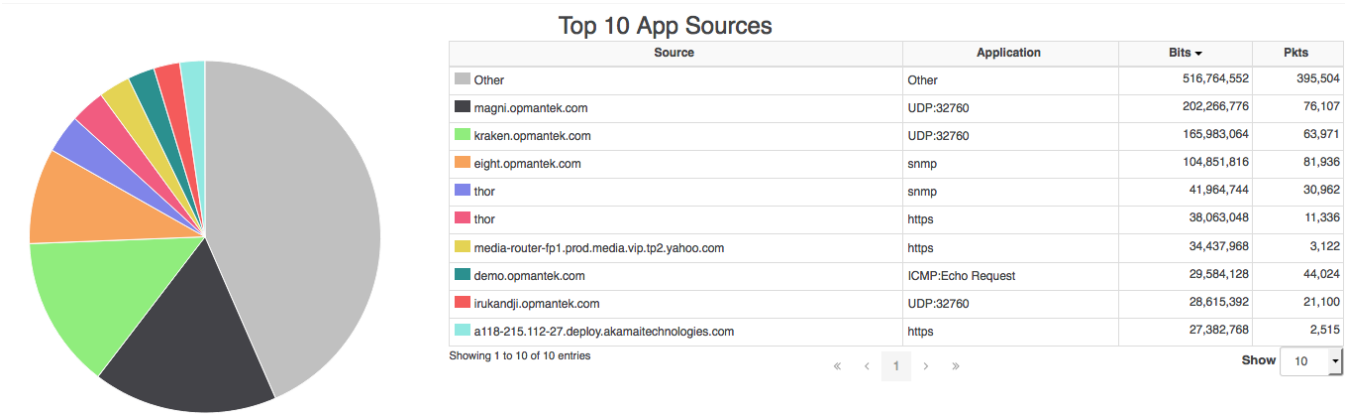 Top 10 App Sources
Source Application Bits Pkts
Other Other 516,764,552 395,504
magni.opmantek.com UDP:32760 202,266,776 76,107
kraken.opmantek.com UDP:32760 165,983,064 63,971
eight.opmantek.com snmp 104,851,816 81,936
thor snmp 41,964,744 30,962
thor https 38,063,048 11,336
media-router-fp1.prod.media.vip.tp2.yahoo.com https 34,437,968 3,122
demo.opmantek.com ICMP:Echo Request 29,584,128 44,024
irukandji.opmantek.com UDP:32760 28,615,392 21,100
a118-215.112-27.deploy.akamaitechnologies.com https 27,382,768 2,515
Showing 1 to 10 of 10 entries « ‹ 1 › » Show 10